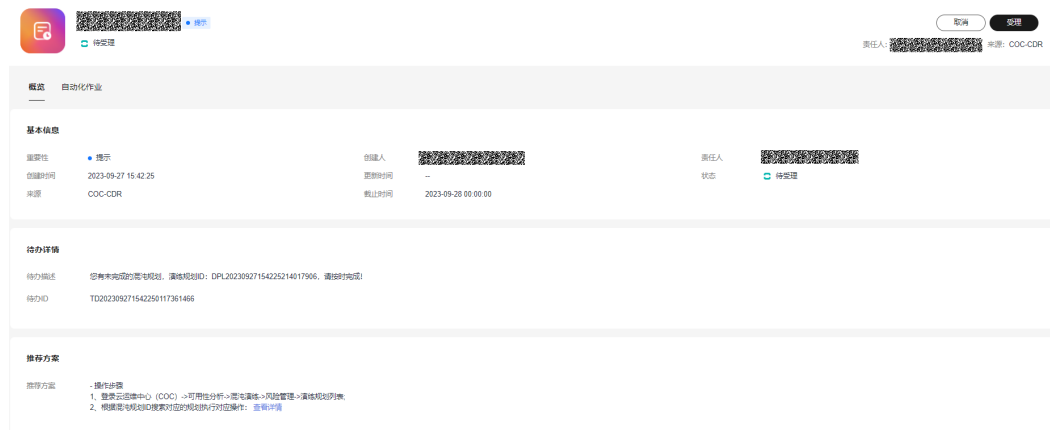 提示
取消
受理
待受理
责任人:
来源: COC-CDR
概览
自动化作业
基本信息
重要性
提示
创建人
责任人
创建时间
2023-09-27 15:42:25
更新时间
--
状态
待受理
来源
COC-CDR
截止时间
2023-09-28 00:00:00
待办详情
待办描述
您有未完成的混沌规划，演练规划ID：DPL20230927154225214017906，请按时完成!
待办ID
TD20230927154225011736146​6
推荐方案
推荐方案
- 操作步骤
1、登录云运维中心（COC）->可用性分析->混沌演练->风险管理->演练规划列表;
2、根据混沌规划ID搜索对应的规划执行对应操作： 查看详情